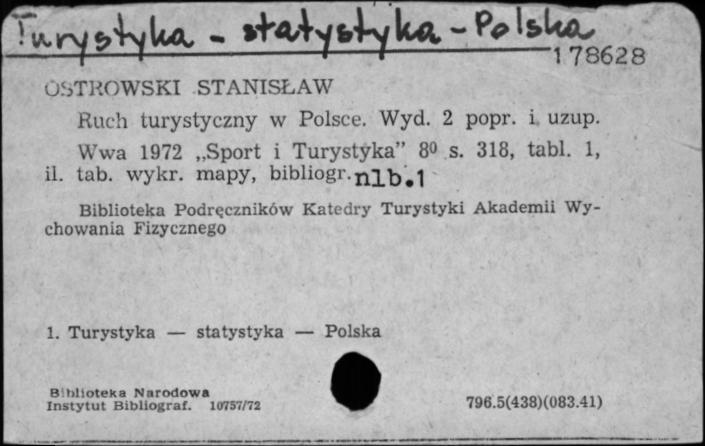 Turystyka - statystyka - Polska
178628
OSTROWSKI STANISŁAW
Ruch turystyczny w Polsce. Wyd. 2 popr. i uzup.
Wwa 1972 „Sport i Turystyka” 8⁰ s. 318, tabl. 1,
il. tab. wykr. mapy, bibliogr. nlb.1
Biblioteka Podręczników Katedry Turystyki Akademii Wy-
chowania Fizycznego
1. Turystyka — statystyka — Polska
Biblioteka Narodowa
Instytut Bibliograf. 10757/72
796.5(438)(083.41)